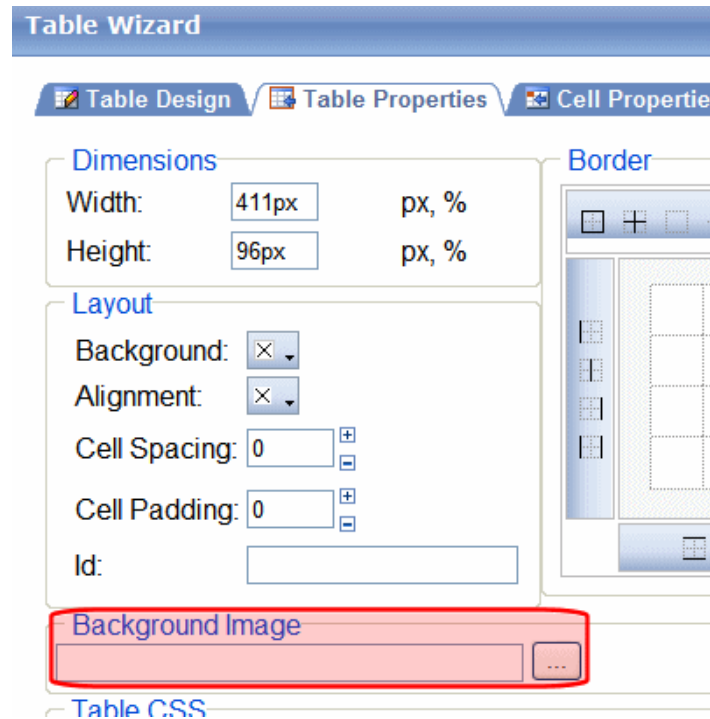 Table Wizard
Table Design Table Properties Cell Propertie
Dimensions
Width: 411px px, %
Height: 96px px, %
Layout
Background:
Alignment:
Cell Spacing: 0
Cell Padding: 0
Id:
Background Image
...
Table CSS
Border